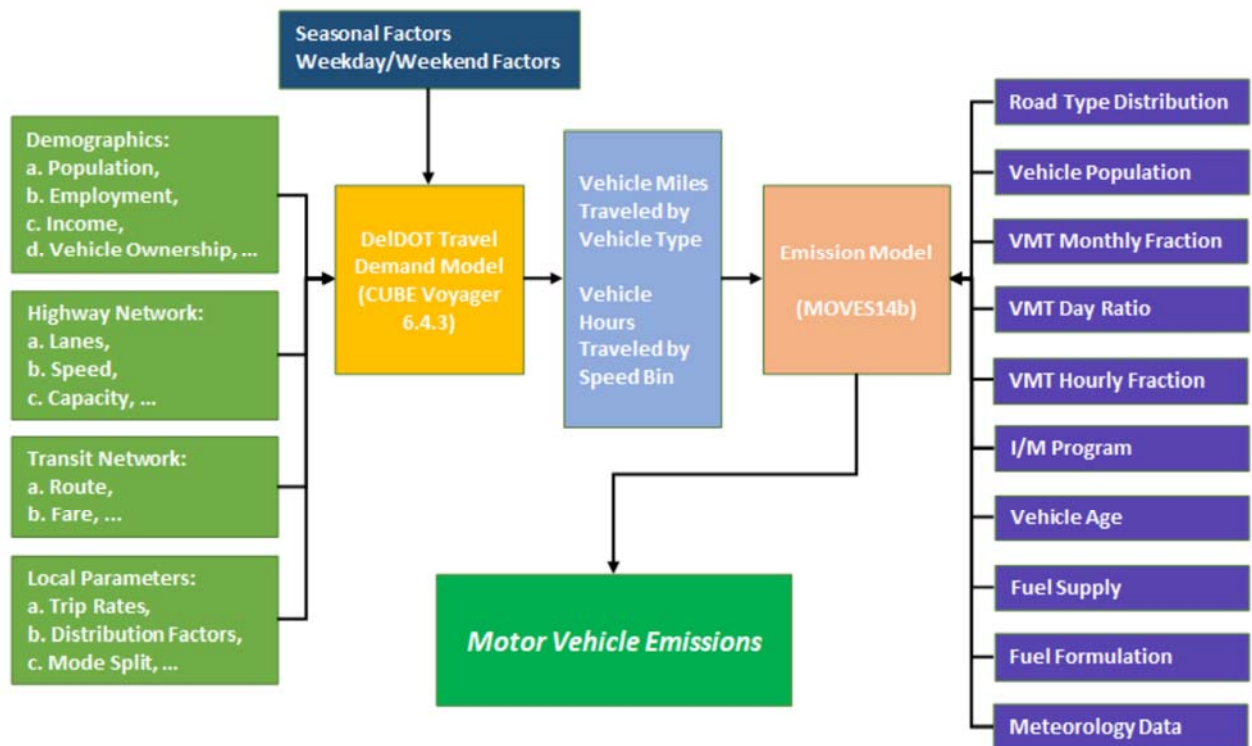 Seasonal Factors
Weekday/Weekend Factors
Demographics:
a. Population,
b. Employment,
c. Income,
d. Vehicle Ownership, ...
Highway Network:
a. Lanes,
b. Speed,
c. Capacity, ...
Transit Network:
a. Route,
b. Fare, ...
Local Parameters:
a. Trip Rates,
b. Distribution Factors,
c. Mode Split, ...
DelDOT Travel
Demand Model
(CUBE Voyager
6.4.3)
Vehicle Miles
Traveled by
Vehicle Type
Vehicle
Hours
Traveled by
Speed Bin
Emission Model
(MOVES14b)
Motor Vehicle Emissions
Road Type Distribution
Vehicle Population
VMT Monthly Fraction
VMT Day Ratio
VMT Hourly Fraction
I/M Program
Vehicle Age
Fuel Supply
Fuel Formulation
Meteorology Data